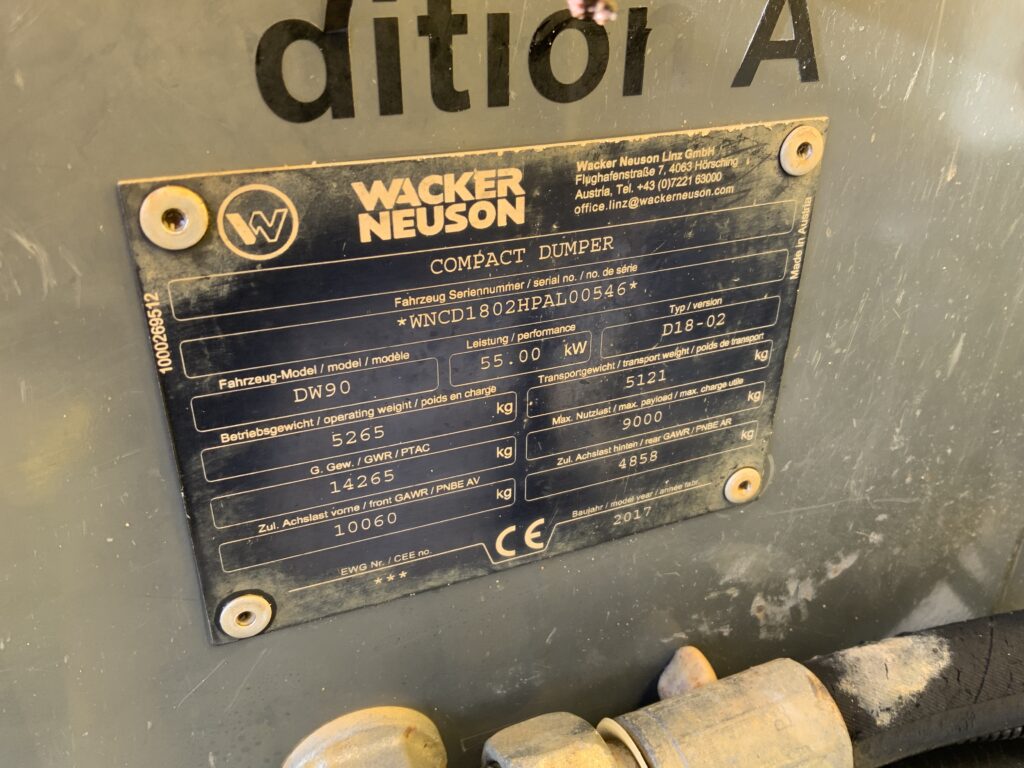 dition A
WACKER
NEUSON
Wacker Neuson Linz GmbH
Flughafenstraße 7, 4063 Hörsching
Austria, Tel. +43 (0)7221 63000
office.linz@wackerneuson.com
COMPACT DUMPER
Fahrzeug Seriennummer / serial no. / no. de série
*WNCD1802HPAL00546*
Fahrzeug-Model / model / modèle
DW90
Leistung / performance
55.00 kW
Typ / version
D18-02
Betriebsgewicht / operating weight / poids en charge
5265 kg
Transportgewicht / transport weight / poids de transport
5121 kg
G. Gew. / GWR / PTAC
14265 kg
Max. Nutzlast / max. payload / max. charge utile
9000 kg
Zul. Achslast vorne / front GAWR / PNBE AV
10060 kg
Zul. Achslast hinten / rear GAWR / PNBE AR
4858 kg
EWG Nr. / CEE no.
***
CE
Baujahr / model year / année fabr.
2017
1000269512
Made in Austria